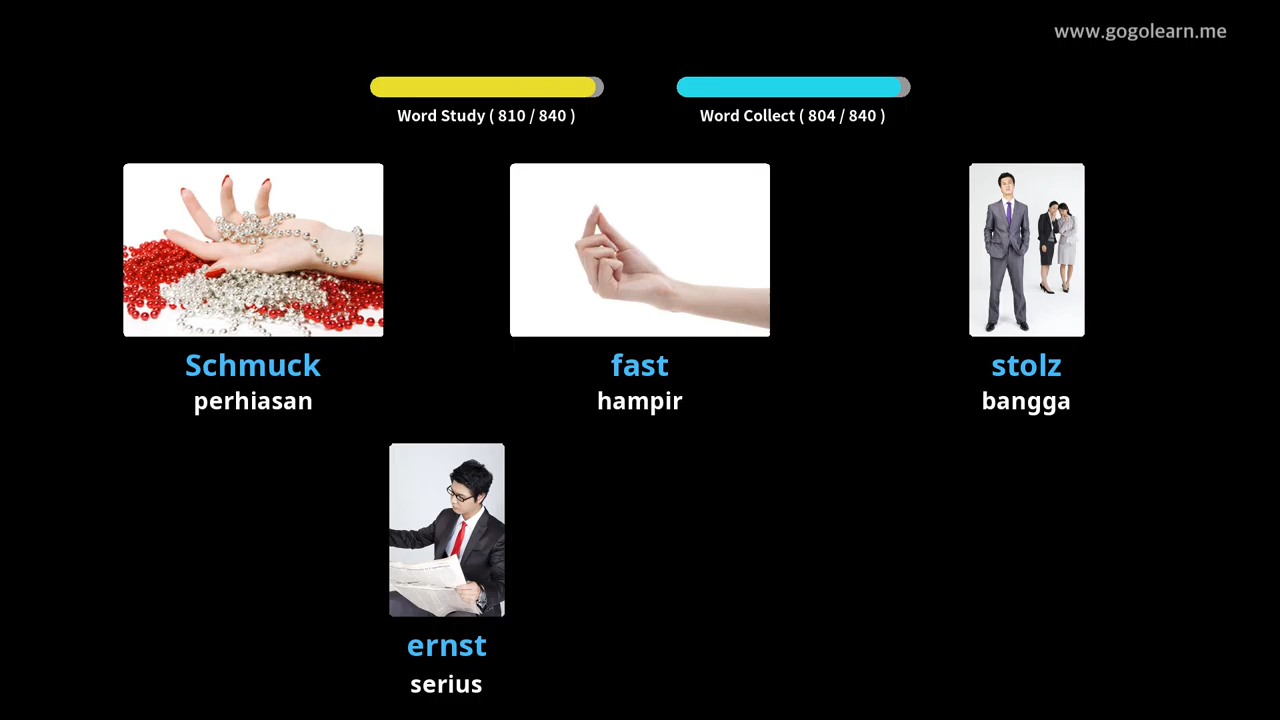 www.gogolearn.me
Word Study ( 810 / 840 )
Word Collect ( 804 / 840 )
Schmuck
perhiasan
fast
hampir
stolz
bangga
ernst
serius